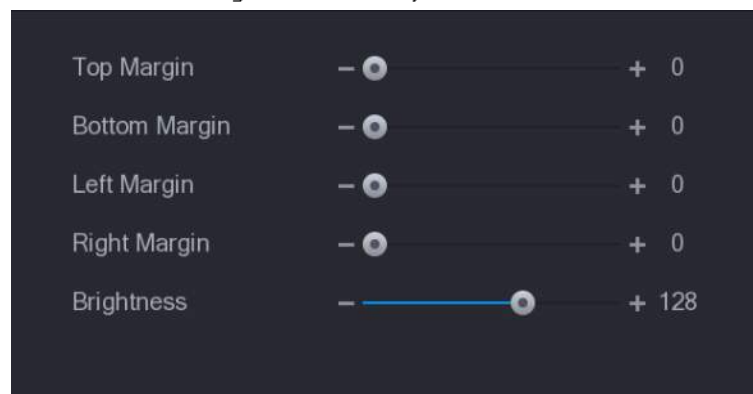 Top Margin − + 0
Bottom Margin − + 0
Left Margin − + 0
Right Margin − + 0
Brightness − + 128